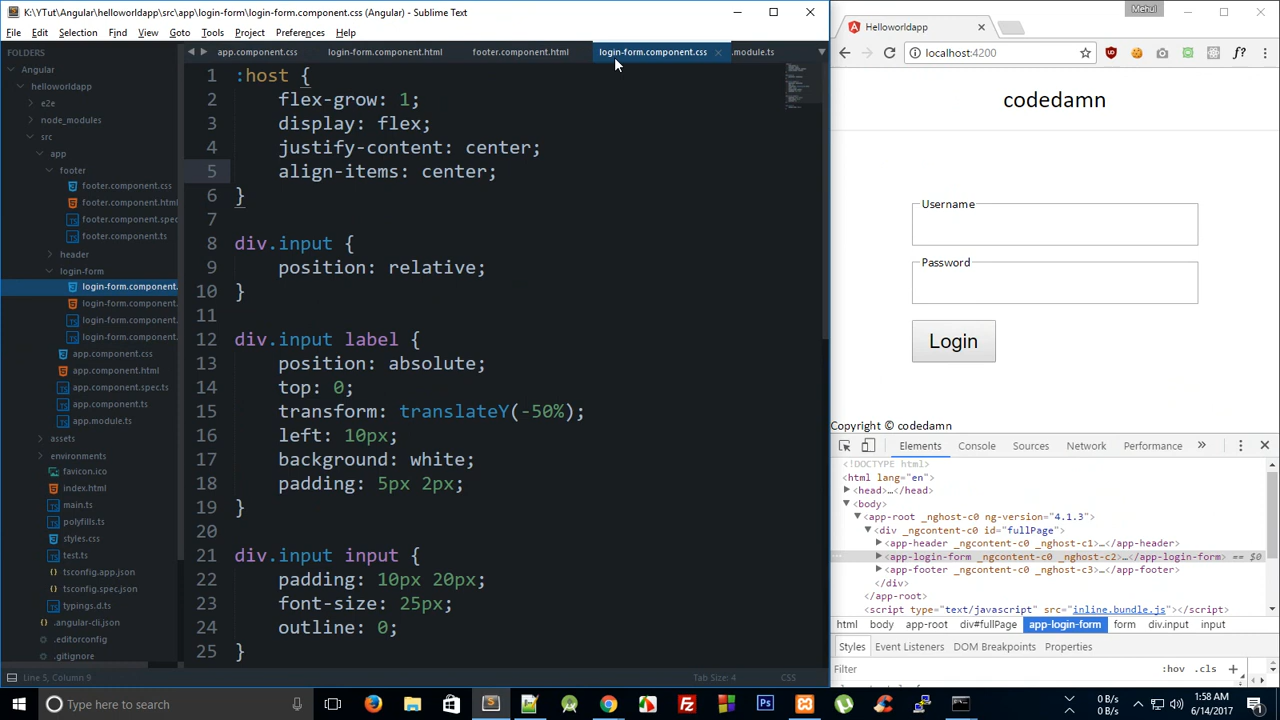 K:\YTut\Angular\helloworldapp\src\app\login-form\login-form.component.css (Angular) - Sublime Text
File Edit Selection Find View Goto Tools Project Preferences Help
FOLDERS
Angular
helloworldapp
e2e
node_modules
src
app
footer
footer.component.css
footer.component.html
footer.component.spec
footer.component.ts
header
login-form
login-form.component.
login-form.component.
login-form.component.
login-form.component.
app.component.css
app.component.html
app.component.spec.ts
app.component.ts
app.module.ts
assets
environments
favicon.ico
index.html
main.ts
polyfills.ts
styles.css
test.ts
tsconfig.app.json
tsconfig.spec.json
typings.d.ts
.angular-cli.json
.editorconfig
.gitignore
app.component.css login-form.component.html footer.component.html login-form.component.css × .module.ts
1 :host {
2 flex-grow: 1;
3 display: flex;
4 justify-content: center;
5 align-items: center;
6 }
7
8 div.input {
9 position: relative;
10 }
11
12 div.input label {
13 position: absolute;
14 top: 0;
15 transform: translateY(-50%);
16 left: 10px;
17 background: white;
18 padding: 5px 2px;
19 }
20
21 div.input input {
22 padding: 10px 20px;
23 font-size: 25px;
24 outline: 0;
25 }
Line 5, Column 9 Tab Size: 4 CSS
Mehul
Helloworldapp
localhost:4200
f?
codedamn
Username
Password
Login
Copyright © codedamn
Elements Console Sources Network Performance »
<!DOCTYPE html>
<html lang="en">
<head>…</head>
<body>
<app-root _nghost-c0 ng-version="4.1.3">
<div _ngcontent-c0 id="fullPage">
<app-header _ngcontent-c0 _nghost-c1>…</app-header>
<app-login-form _ngcontent-c0 _nghost-c2>…</app-login-form> == $0
<app-footer _ngcontent-c0 _nghost-c3>…</app-footer>
</div>
</app-root>
<script type="text/javascript" src="inline.bundle.js"></script>
html body app-root div#fullPage app-login-form form div.input input
Styles Event Listeners DOM Breakpoints Properties
Filter :hov .cls +
Type here to search
0 B/s
0 B/s
1:58 AM
6/14/2017